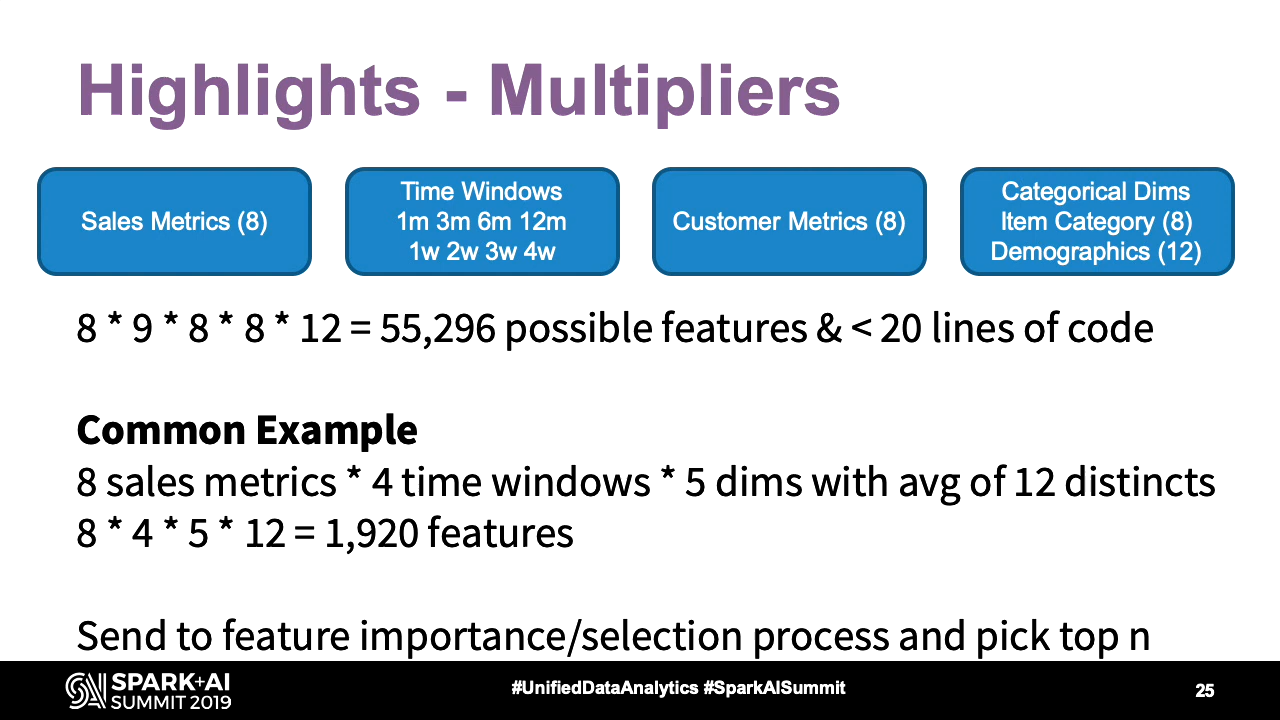 Highlights - Multipliers
Sales Metrics (8)
Time Windows
1m 3m 6m 12m
1w 2w 3w 4w
Customer Metrics (8)
Categorical Dims
Item Category (8)
Demographics (12)
8 * 9 * 8 * 8 * 12 = 55,296 possible features & < 20 lines of code
Common Example
8 sales metrics * 4 time windows * 5 dims with avg of 12 distincts
8 * 4 * 5 * 12 = 1,920 features
Send to feature importance/selection process and pick top n
SPARK+AI
SUMMIT 2019
#UnifiedDataAnalytics #SparkAISummit
25